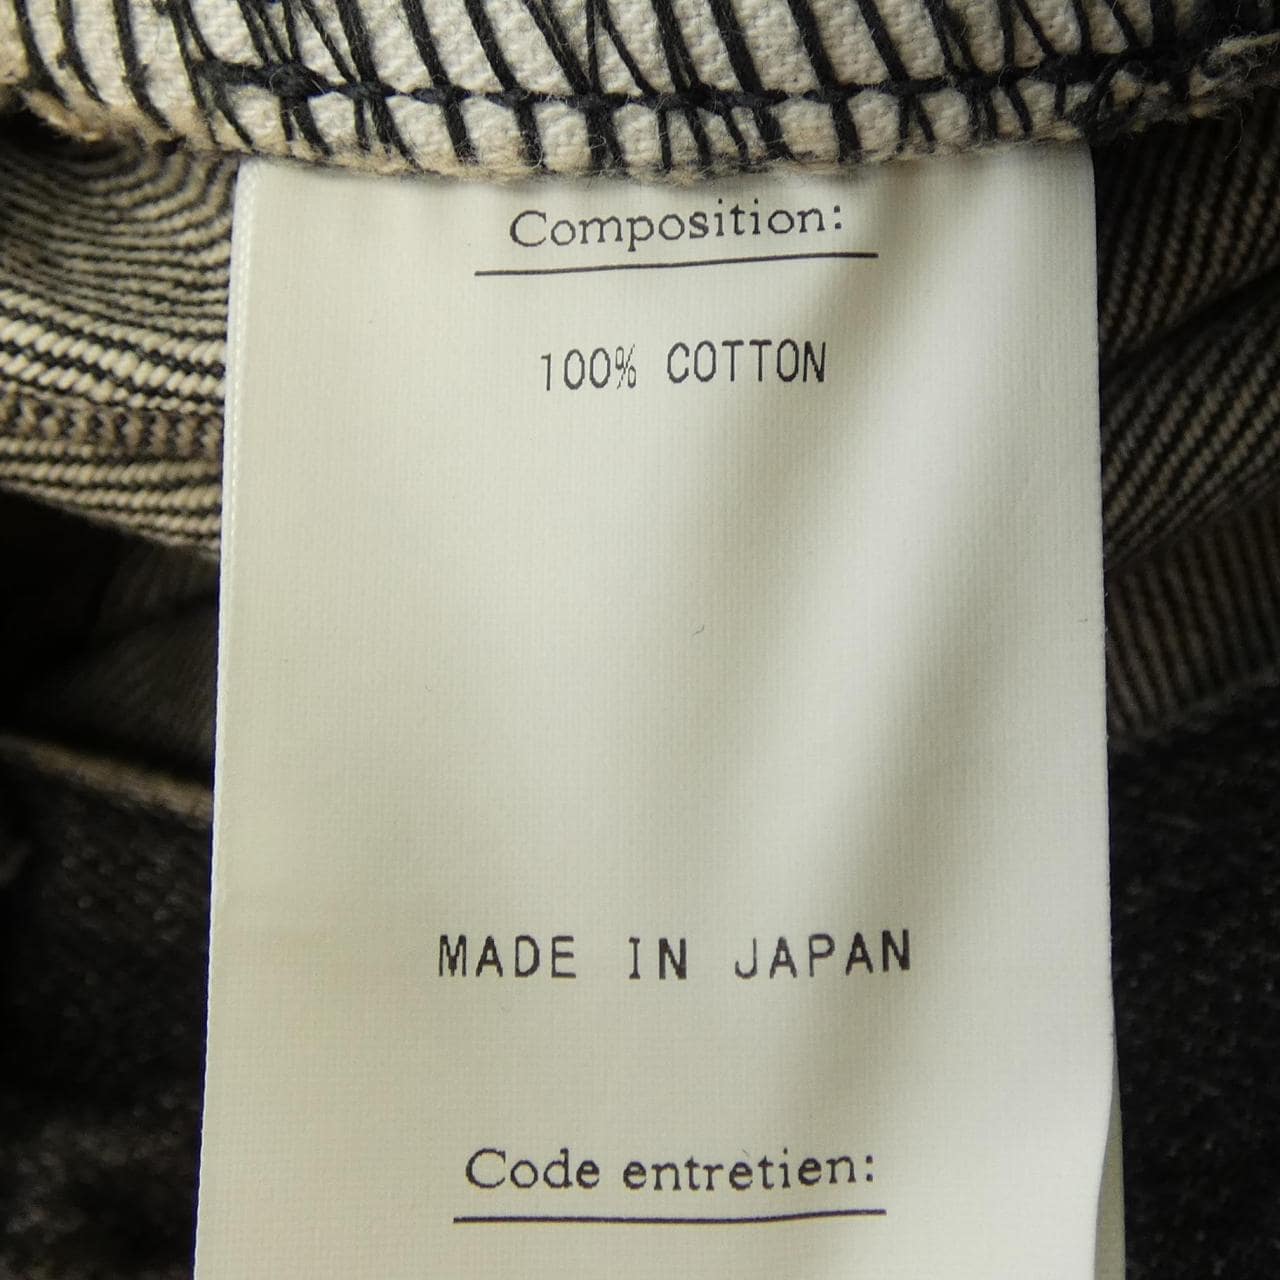 Composition:
100% COTTON
MADE IN JAPAN
Code entretien: